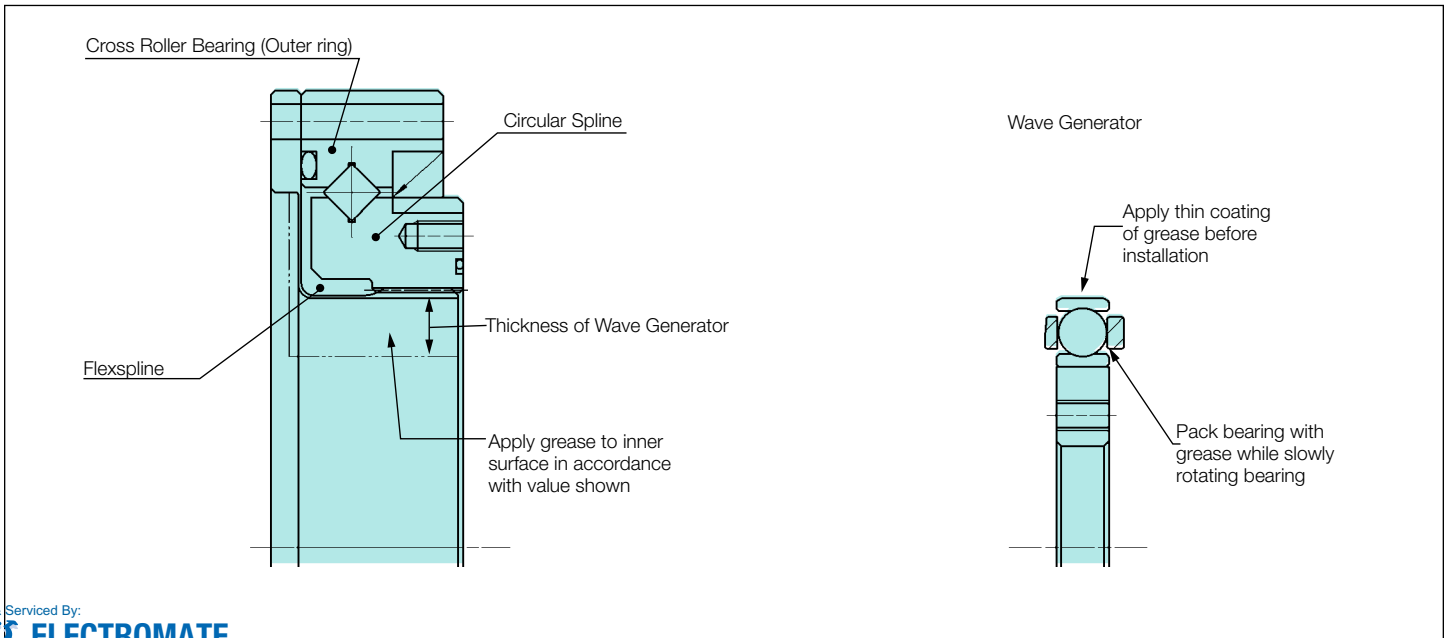 Cross Roller Bearing (Outer ring)
Circular Spline
Wave Generator
Apply thin coating
of grease before
installation
Thickness of Wave Generator
Flexspline
Apply grease to inner
surface in accordance
with value shown
Pack bearing with
grease while slowly
rotating bearing
Serviced By:
ELECTROMATE